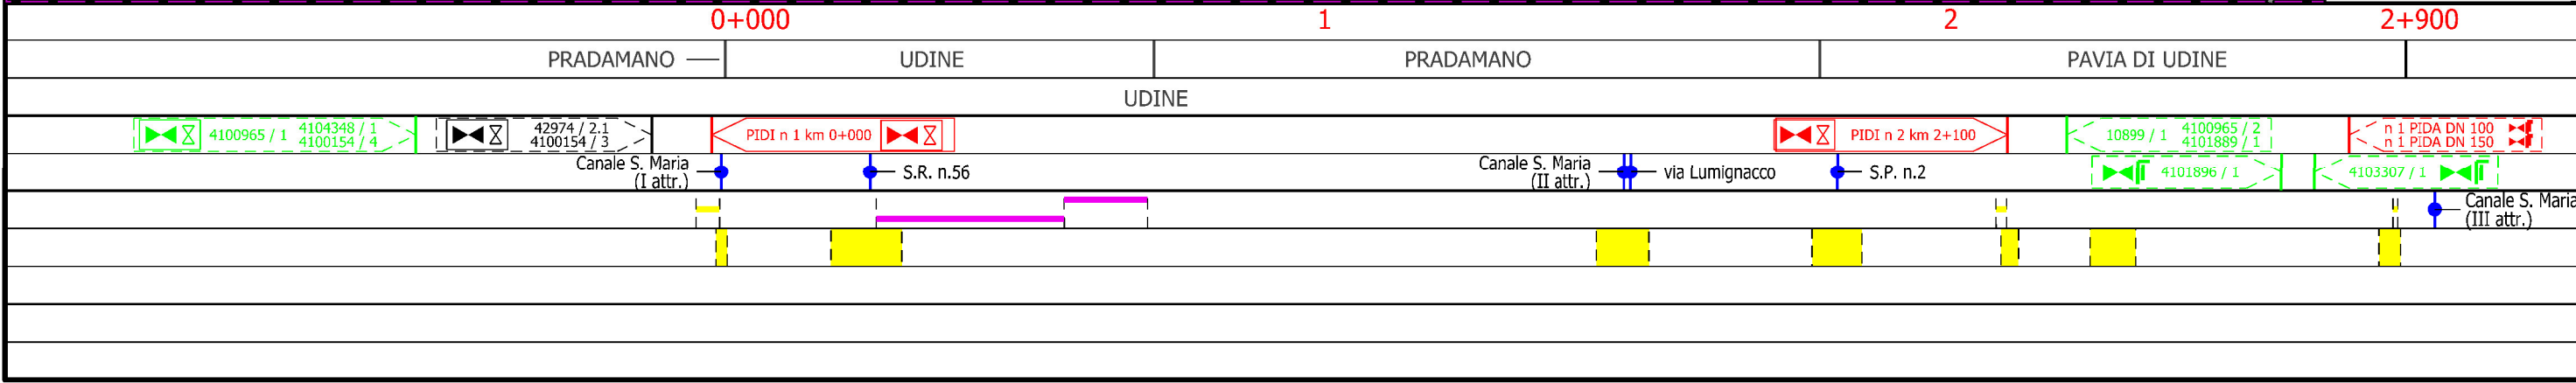 0+000 1 2 2+900
PRADAMANO UDINE PRADAMANO PAVIA DI UDINE
UDINE
4100965 / 1 4104348 / 1
4100154 / 4
42974 / 2.1
4100154 / 3
PIDI n 1 km 0+000
PIDI n 2 km 2+100
10899 / 1 4100965 / 2
4101889 / 1
n 1 PIDA DN 100
n 1 PIDA DN 150
Canale S. Maria
(I attr.)
S.R. n.56
Canale S. Maria
(II attr.)
via Lumignacco
S.P. n.2
4101896 / 1
4103307 / 1
Canale S. Maria
(III attr.)